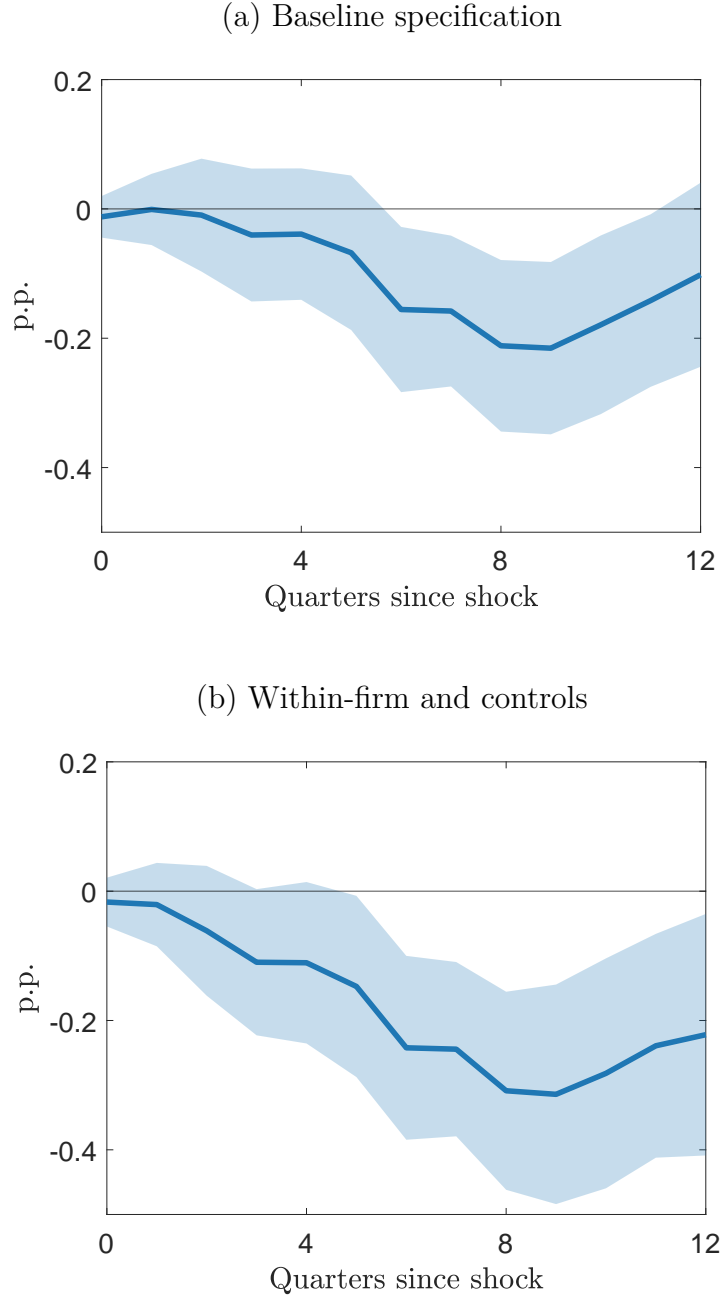 (a) Baseline specification
0.2
0
-0.2
-0.4
p.p.
0 4 8 12
Quarters since shock
(b) Within-firm and controls
0.2
0
-0.2
-0.4
p.p.
0 4 8 12
Quarters since shock